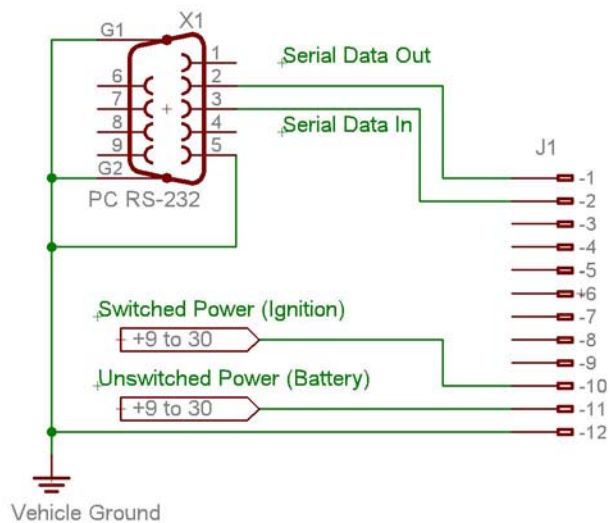 G1
X1
1
Serial Data Out
6
2
7
3
8
4
Serial Data In
9
5
G2
PC RS-232
J1
-1
-2
-3
-4
-5
+6
-7
-8
-9
-10
-11
-12
Switched Power (Ignition)
+9 to 30
Unswitched Power (Battery)
+9 to 30
Vehicle Ground